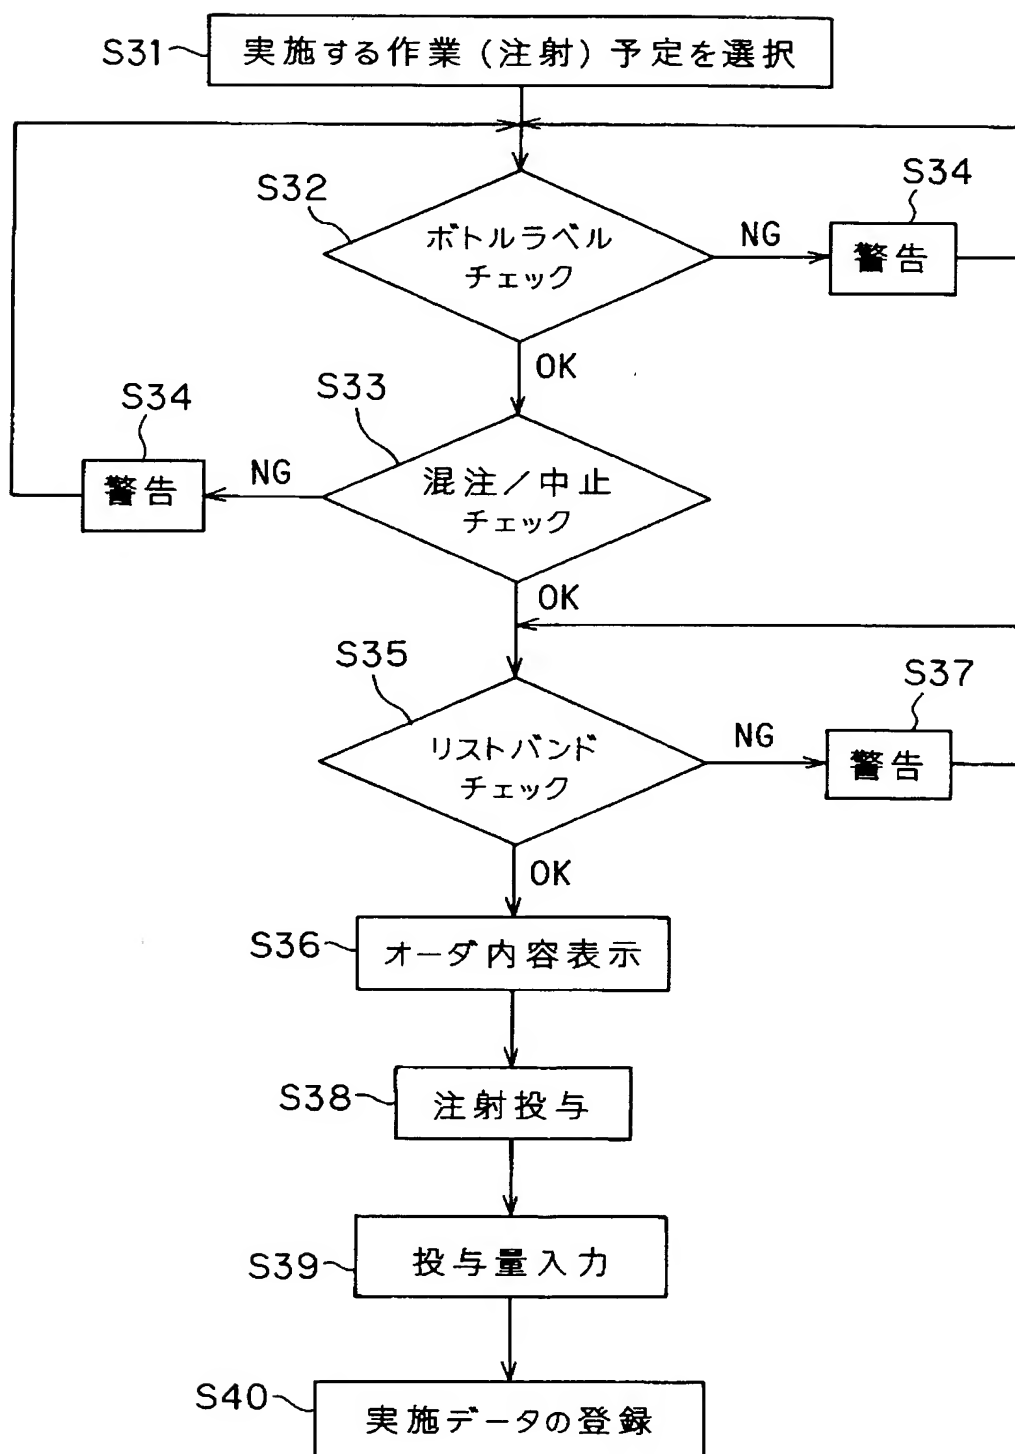 S31
実施する作業(注射)予定を選択
S32
ボトルラベル
チェック
NG
S34
警告
OK
S33
混注/中止
チェック
NG
S34
警告
OK
S35
リストバンド
チェック
NG
S37
警告
OK
S36
オーダ内容表示
S38
注射投与
S39
投与量入力
S40
実施データの登録